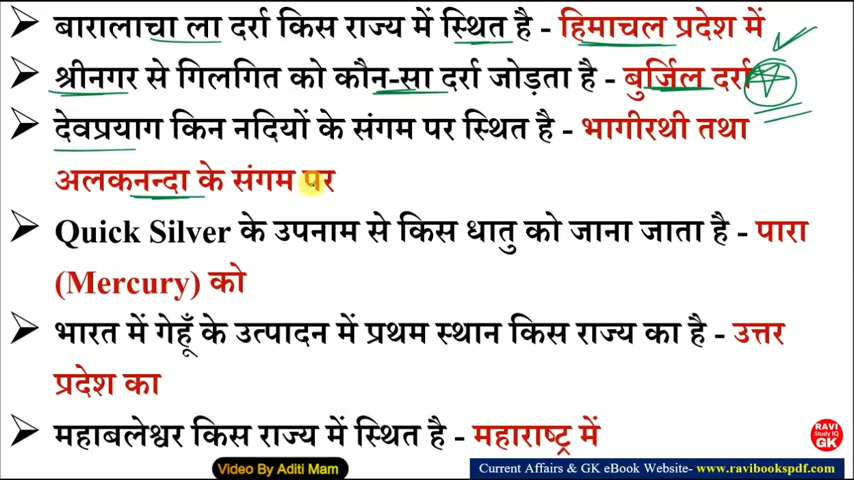 ➤ बारालाचा ला दर्रा किस राज्य में स्थित है - हिमाचल प्रदेश में
➤ श्रीनगर से गिलगित को कौन-सा दर्रा जोड़ता है - बुर्जिल दर्रा
➤ देवप्रयाग किन नदियों के संगम पर स्थित है - भागीरथी तथा
अलकनन्दा के संगम पर
➤ Quick Silver के उपनाम से किस धातु को जाना जाता है - पारा
(Mercury) को
➤ भारत में गेहूँ के उत्पादन में प्रथम स्थान किस राज्य का है - उत्तर
प्रदेश का
➤ महाबलेश्वर किस राज्य में स्थित है - महाराष्ट्र में
RAVI
Study IQ
GK
Video By Aditi Mam
Current Affairs & GK eBook Website- www.ravibookspdf.com